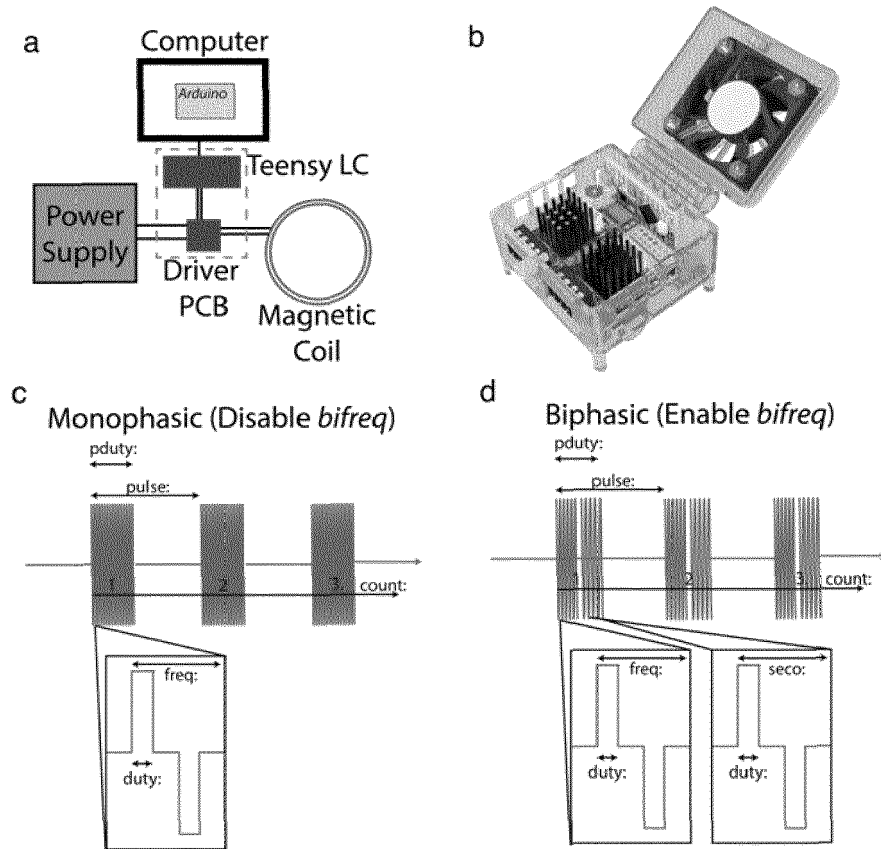 a
Computer
Arduino
Teensy LC
Power
Supply
Driver
PCB
Magnetic
Coil
b
c
Monophasic (Disable bifreq)
pduty:
pulse:
1
2
3
count:
freq:
duty:
d
Biphasic (Enable bifreq)
pduty:
pulse:
1
2
3
count:
freq:
duty:
seco:
duty: